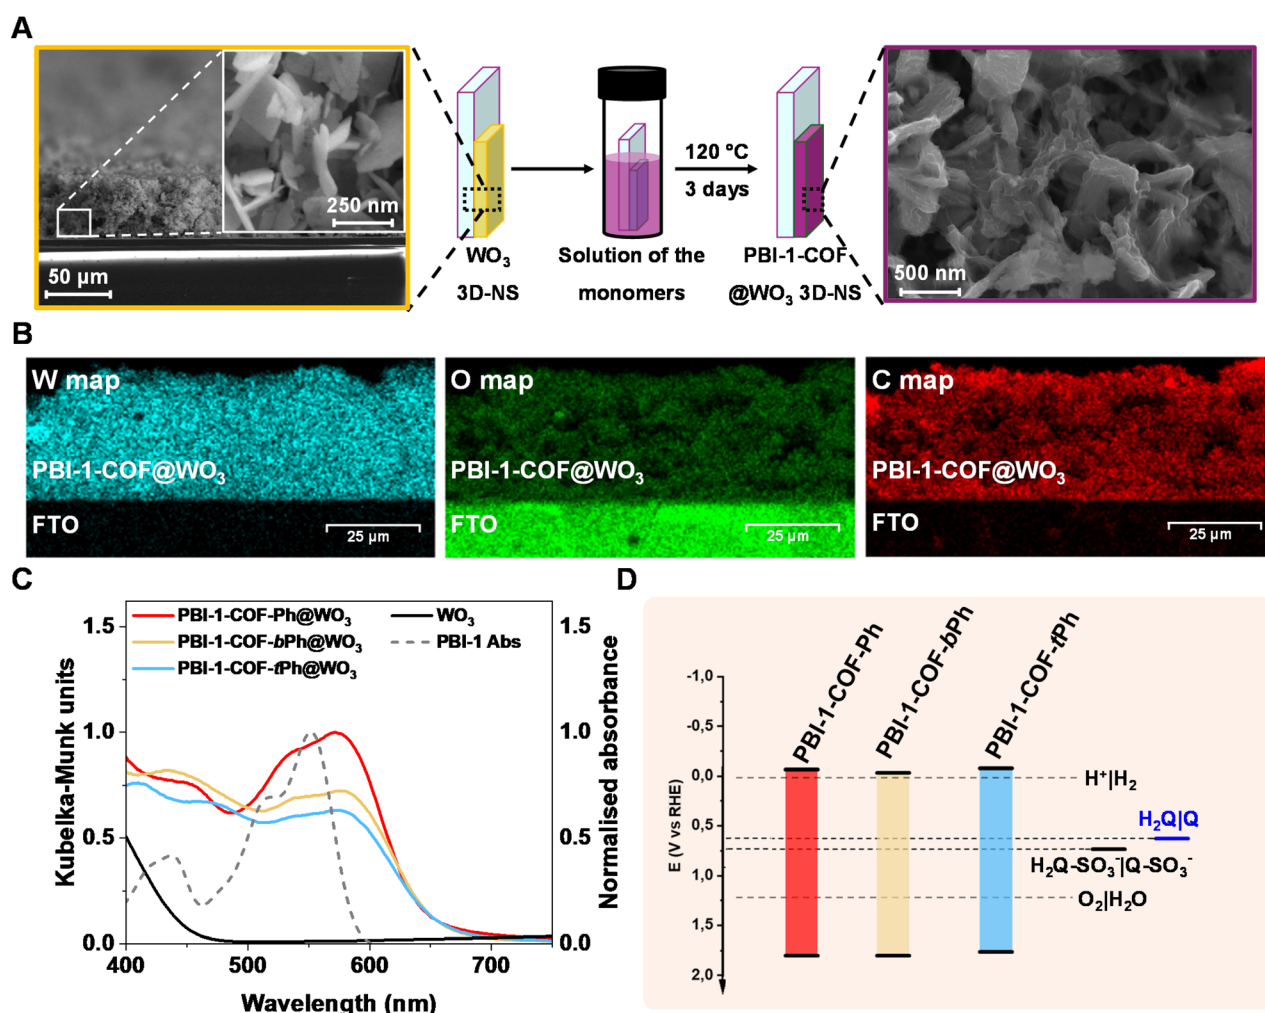 A
250 nm
50 µm
WO₃
3D-NS
Solution of the
monomers
120 °C
3 days
PBI-1-COF
@WO₃ 3D-NS
500 nm
B
W map
PBI-1-COF@WO₃
FTO
25 µm
O map
PBI-1-COF@WO₃
FTO
25 µm
C map
PBI-1-COF@WO₃
FTO
25 µm
C
PBI-1-COF-Ph@WO₃
PBI-1-COF-bPh@WO₃
PBI-1-COF-tPh@WO₃
WO₃
PBI-1 Abs
Kubelka-Munk units
1.5
1.0
0.5
0.0
1.5
1.0
0.5
0.0
Normalised absorbance
400
500
600
700
Wavelength (nm)
D
PBI-1-COF-Ph
PBI-1-COF-bPh
PBI-1-COF-tPh
E (V vs RHE)
-1,0
-0,5
0,0
0,5
1,0
1,5
2,0
H⁺|H₂
H₂Q|Q
H₂Q-SO₃⁻|Q-SO₃⁻
O₂|H₂O